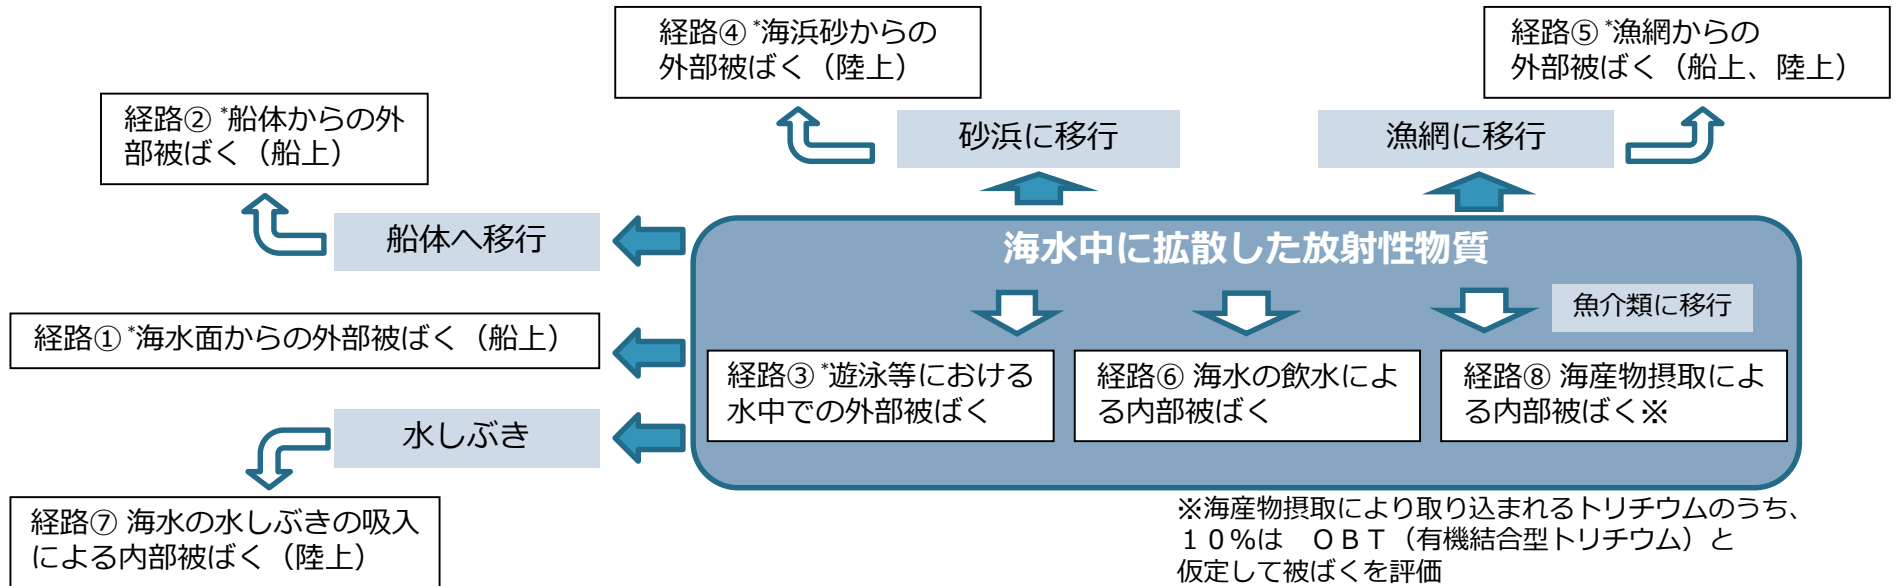 経路④ *海浜砂からの
外部被ばく（陸上）
経路⑤ *漁網からの
外部被ばく（船上、陸上）
経路② *船体からの外
部被ばく（船上）
砂浜に移行
漁網に移行
船体へ移行
海水中に拡散した放射性物質
魚介類に移行
経路① *海水面からの外部被ばく（船上）
経路③ *遊泳等における
水中での外部被ばく
経路⑥ 海水の飲水によ
る内部被ばく
経路⑧ 海産物摂取によ
る内部被ばく※
水しぶき
経路⑦ 海水の水しぶきの吸入
による内部被ばく（陸上）
※海産物摂取により取り込まれるトリチウムのうち、
１０%は　ＯＢＴ（有機結合型トリチウム）と
仮定して被ばくを評価